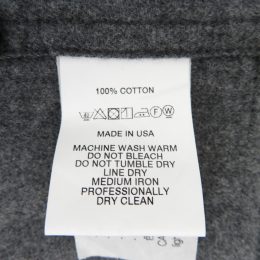 100% COTTON
F W
MADE IN USA
MACHINE WASH WARM
DO NOT BLEACH
DO NOT TUMBLE DRY
LINE DRY
MEDIUM IRON
PROFESSIONALLY
DRY CLEAN